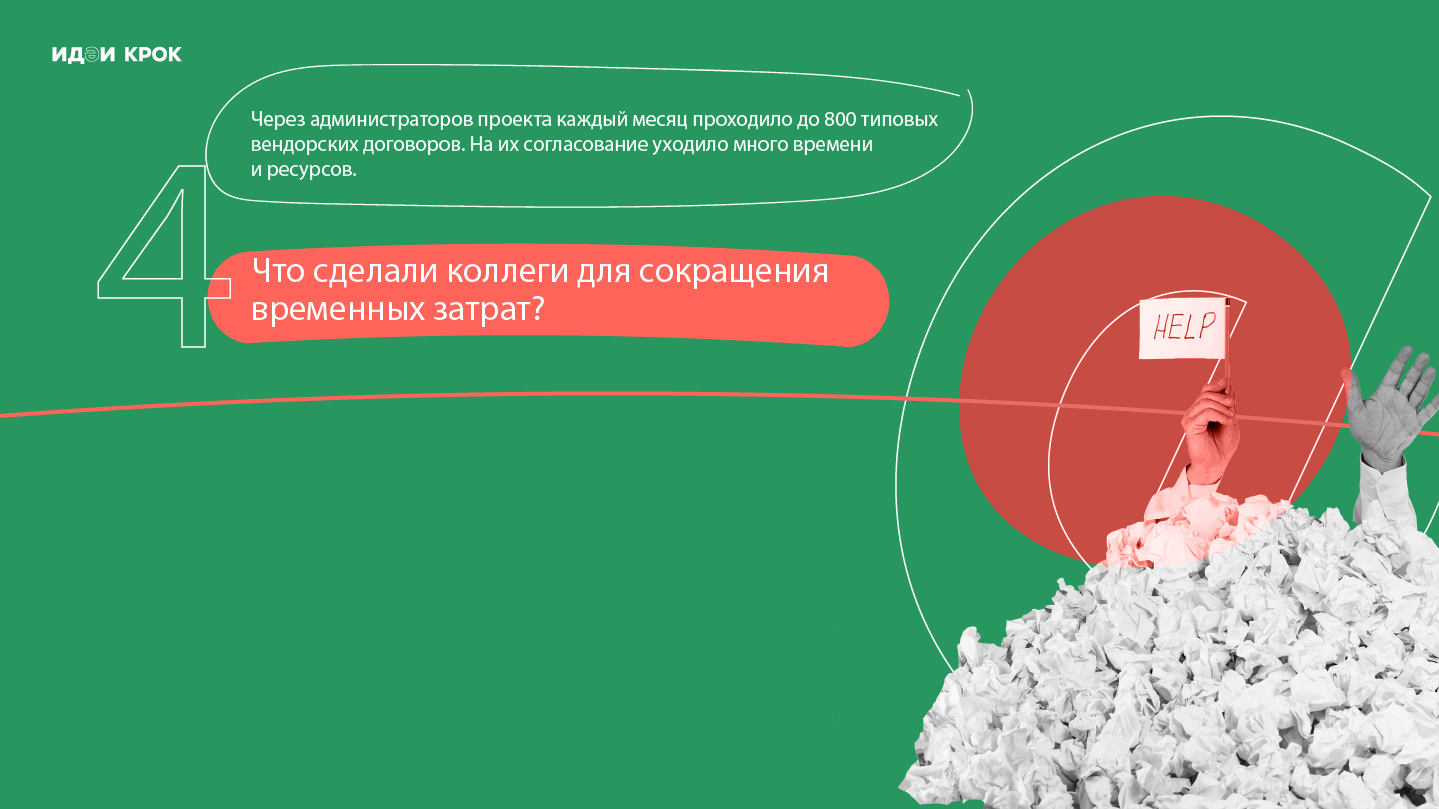 ИДЕИ КРОК
Через администраторов проекта каждый месяц проходило до 800 типовых
вендорских договоров. На их согласование уходило много времени
и ресурсов.
4
Что сделали коллеги для сокращения
временных затрат?
HELP